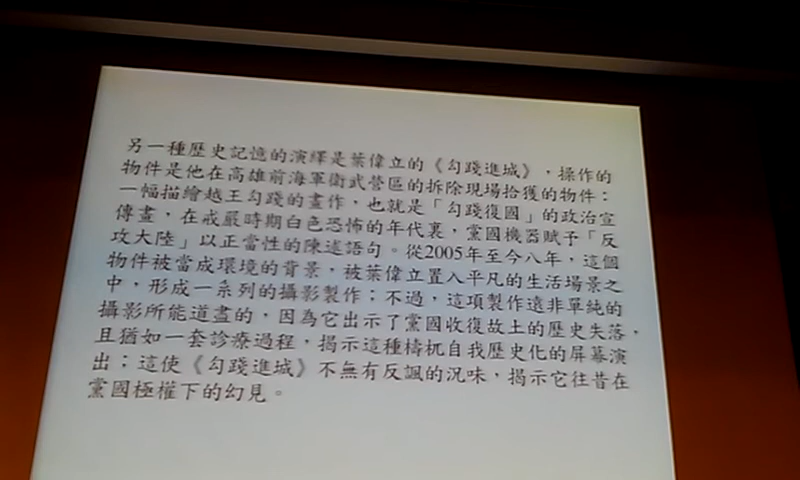 另一種歷史記憶的演繹是葉偉立的《勾踐進城》，操作的
物件是他在高雄前海軍衛武營區的拆除現場拾獲的物件：
一幅描繪越王勾踐的畫作，也就是「勾踐復國」的政治宣
傳畫，在戒嚴時期白色恐怖的年代裏，黨國機器賦予「反
攻大陸」以正當性的陳述語句。從2005年至今八年，這個
物件被當成環境的背景，被葉偉立置入平凡的生活場景之
中，形成一系列的攝影製作；不過，這項製作遠非單純的
攝影所能道盡的，因為它出示了黨國收復故土的歷史失落，
且猶如一套診療過程，揭示這種檮杌自我歷史化的屏幕演
出；這使《勾踐進城》不無有反諷的況味，揭示它往昔在
黨國極權下的幻見。